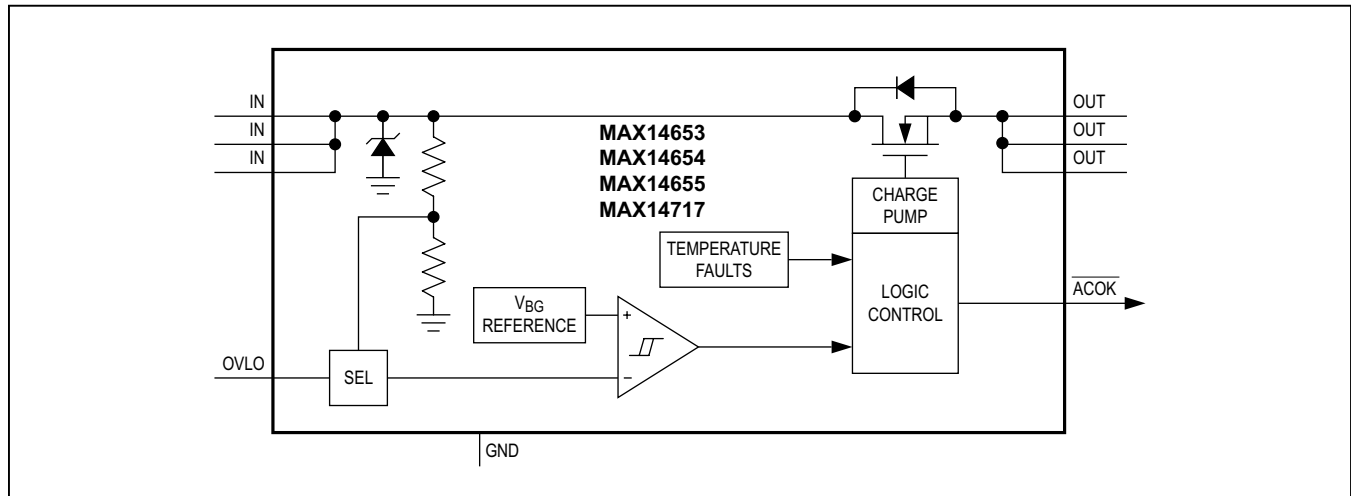 IN
IN
IN
MAX14653
MAX14654
MAX14655
MAX14717
OUT
OUT
OUT
CHARGE
PUMP
TEMPERATURE
FAULTS
LOGIC
CONTROL
ACOK
VBG
REFERENCE
+
−
OVLO
SEL
GND